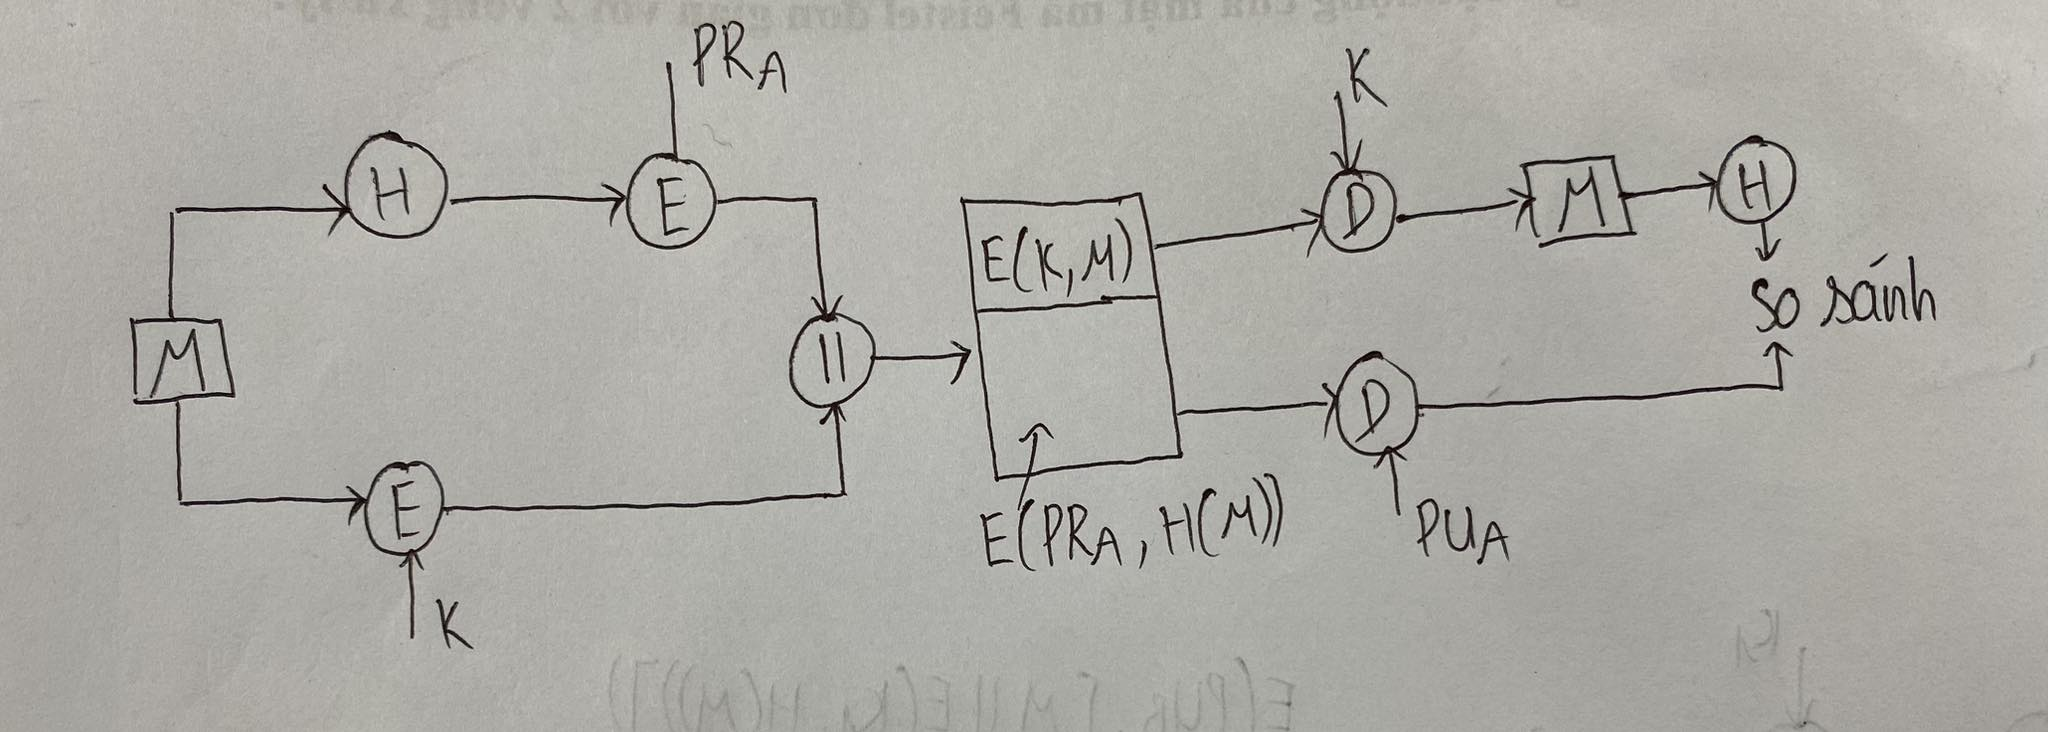 PRA
H
E
M
E
K
||
E(K,M)
E(PRA, H(M))
K
D
M
H
So sánh
D
PUA